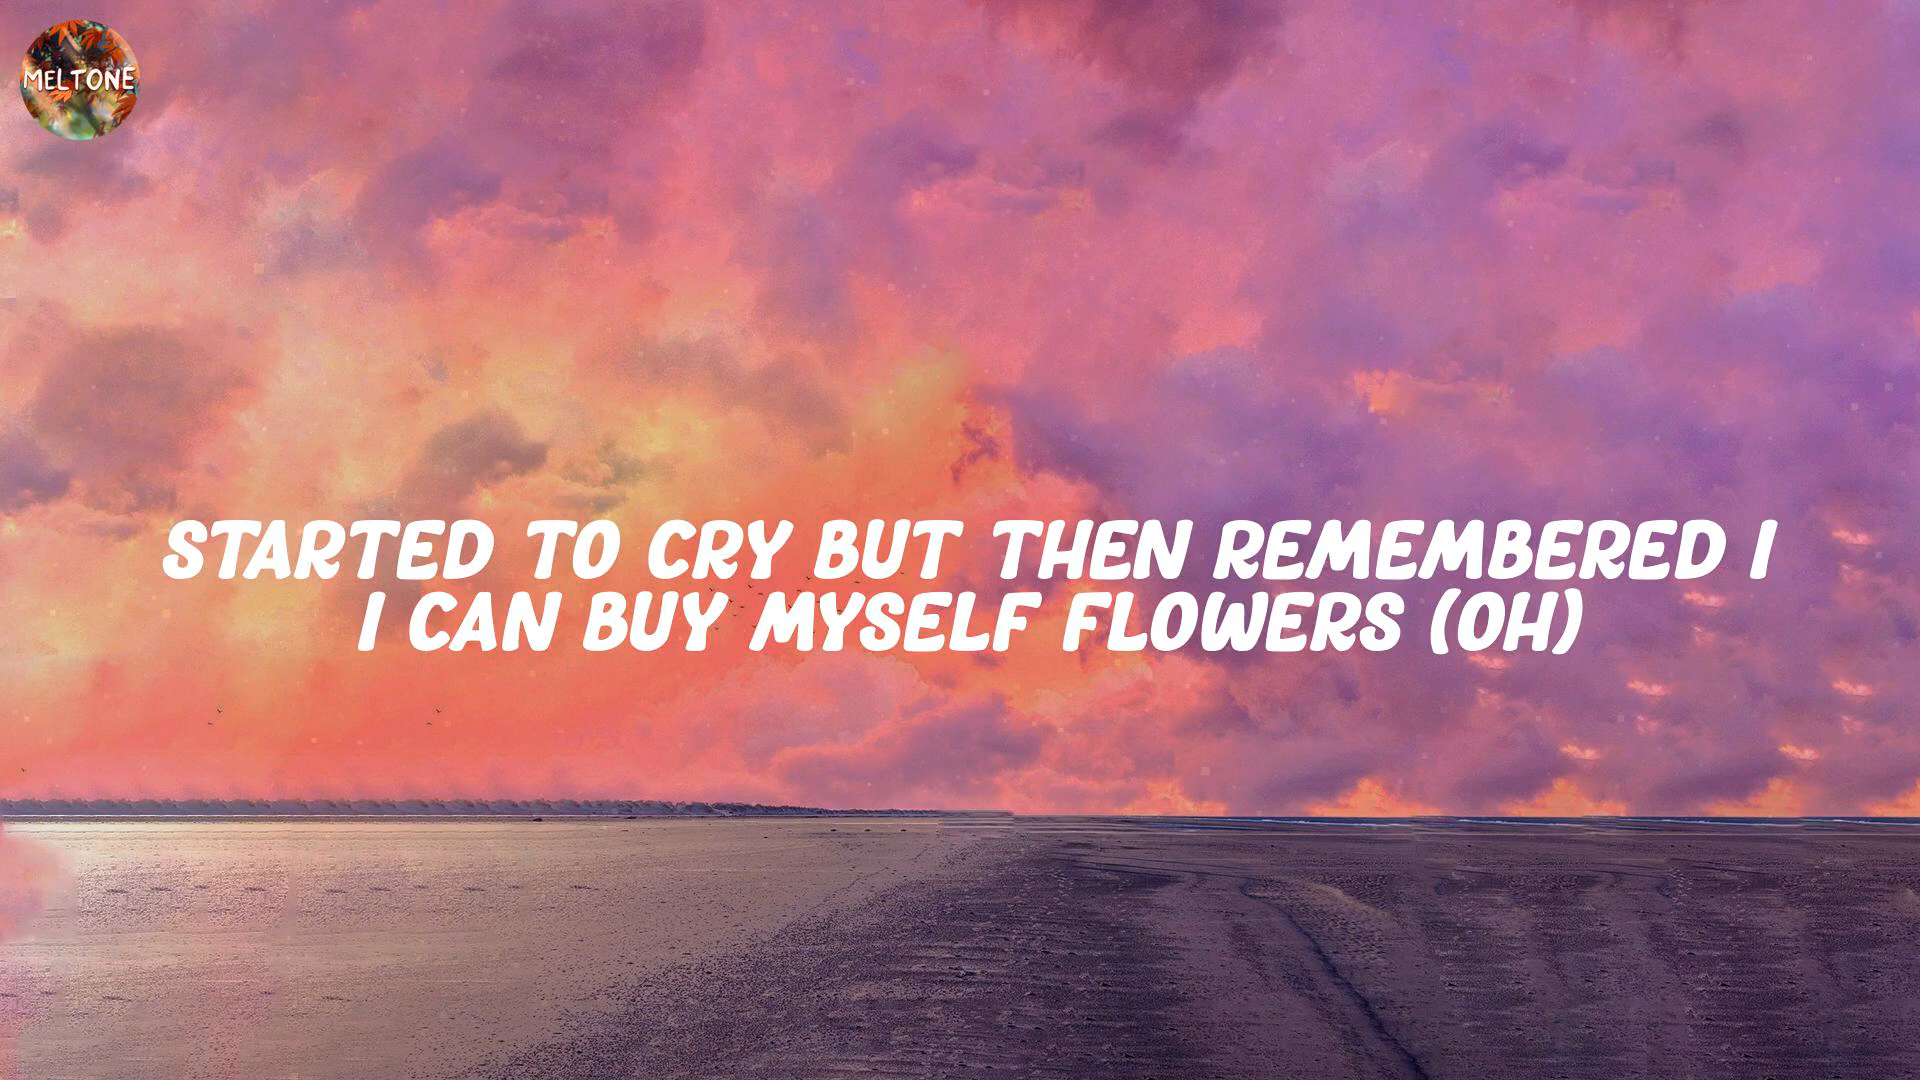 MELTONE
STARTED TO CRY BUT THEN REMEMBERED I
I CAN BUY MYSELF FLOWERS (OH)